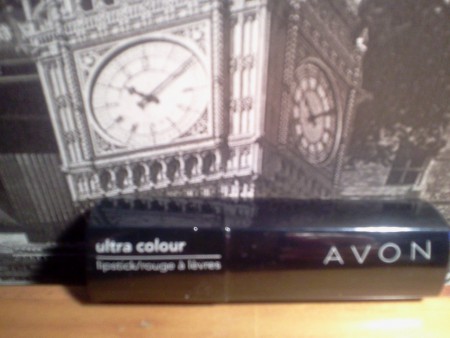 ultra colour
lipstick/rouge à lèvres
AVON